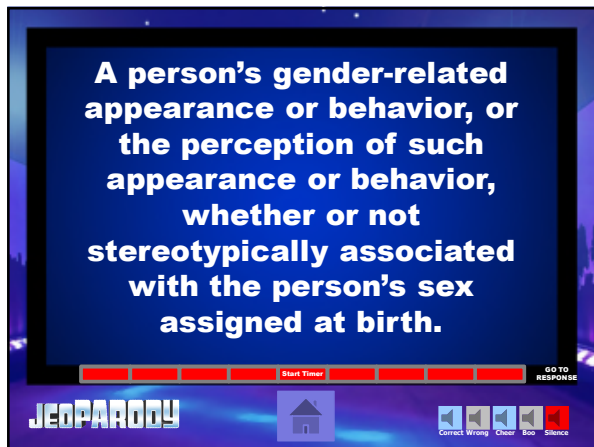 A person’s gender-related
appearance or behavior, or
the perception of such
appearance or behavior,
whether or not
stereotypically associated
with the person’s sex
assigned at birth.
Start Timer
GO TO
RESPONSE
JEOPARODY
Correct Wrong Cheer Boo Silence